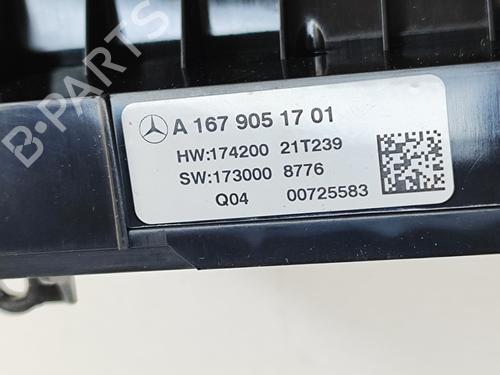 B-PARTS
A 167 905 17 01
HW:174200 21T239
SW:173000 8776
Q04 00725583